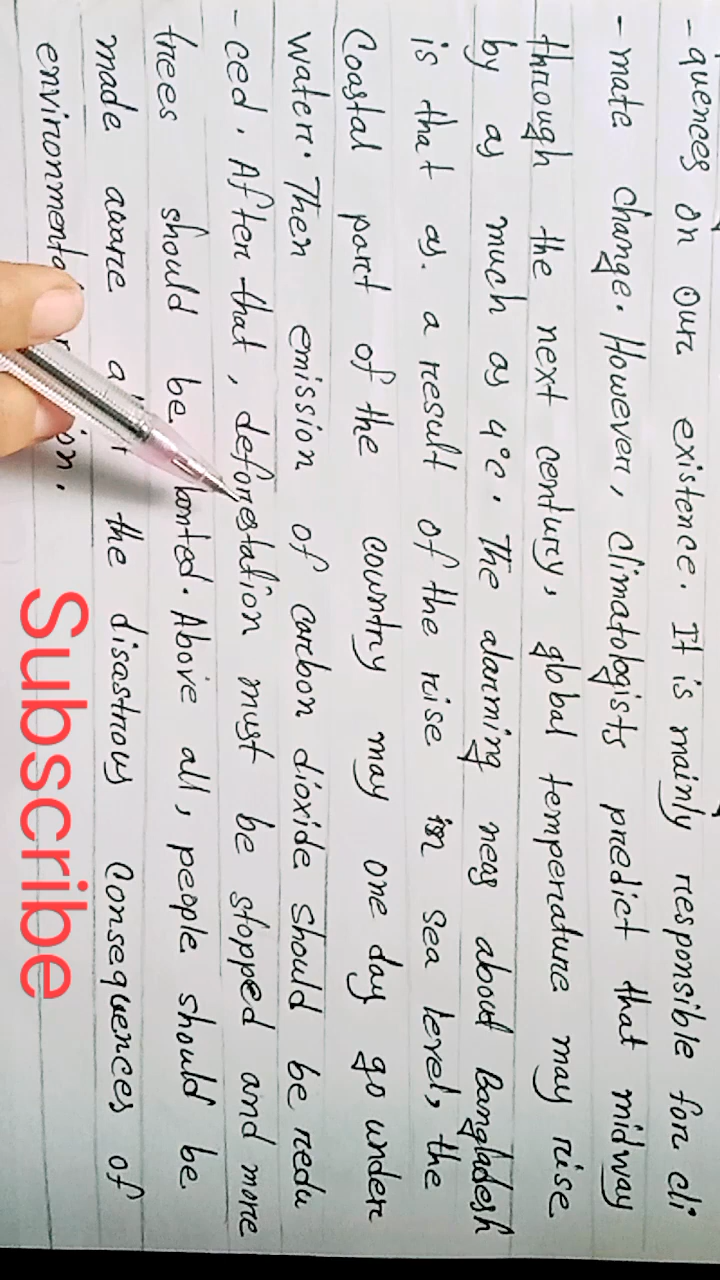 -quences on our existence. It is mainly responsible for cli
-mate change. However, climatologists predict that midway
through the next century, global temperature may rise
by as much as 4°c. The alarming neas about Bangladesh
is that as. a result of the rise in sea level, the
Coastal part of the country may one day go under
water. Then emission of carbon dioxide should be redu
-ced. After that, deforestation must be stopped and more
trees should be lanted. Above all, people should be
made aware the disastrous Consequences of
Subscribe